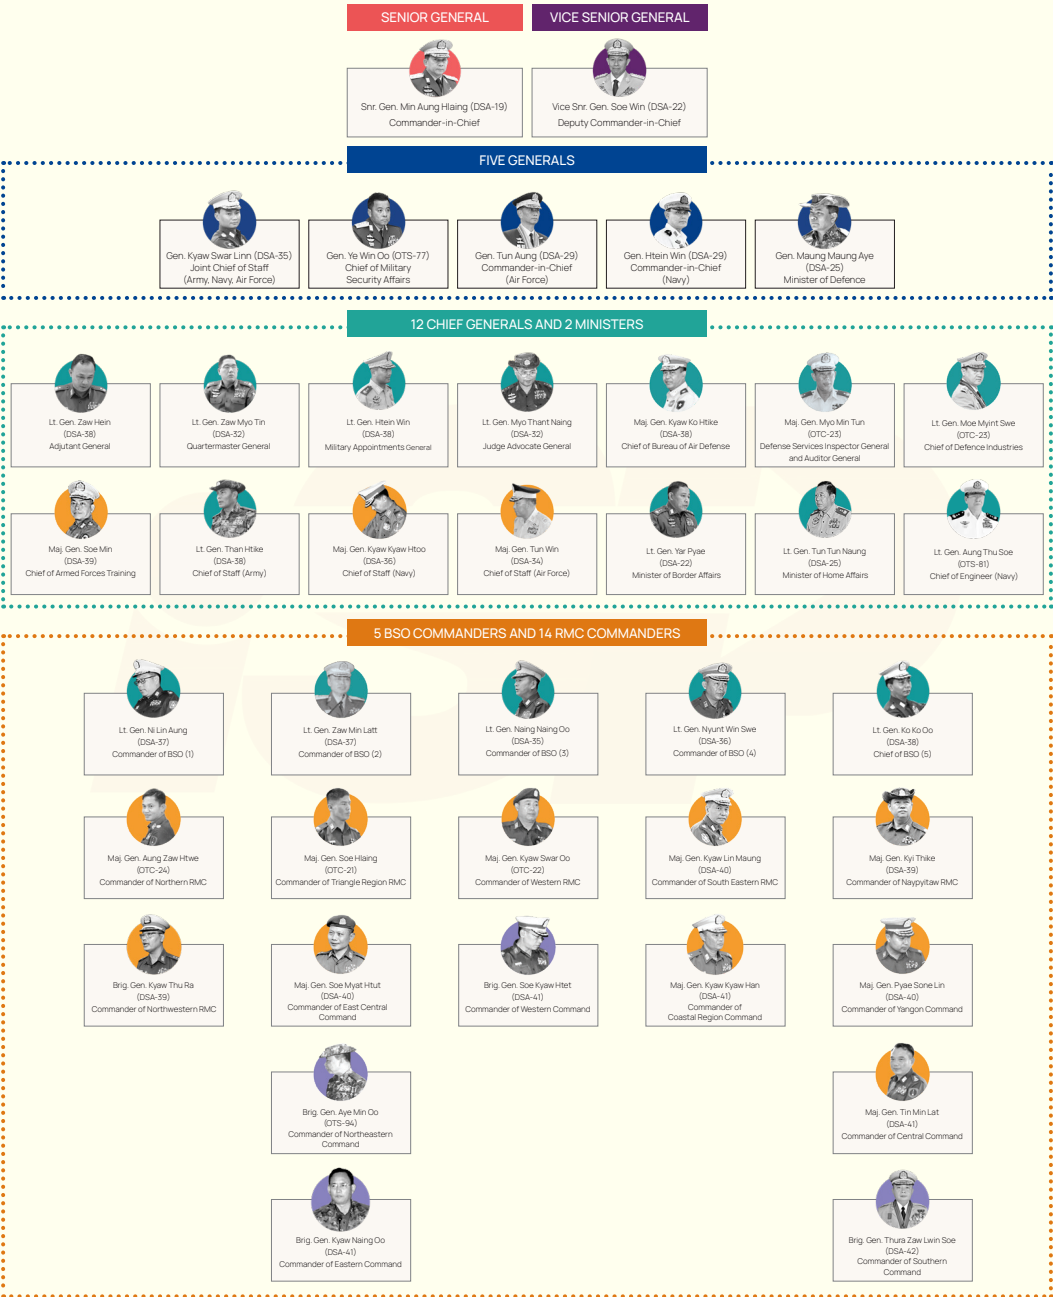 SENIOR GENERAL
VICE SENIOR GENERAL
Snr. Gen. Min Aung Hlaing (DSA-19)
Commander-in-Chief
Vice Snr. Gen. Soe Win (DSA-22)
Deputy Commander-in-Chief
FIVE GENERALS
Gen. Kyaw Swar Linn (DSA-35)
Joint Chief of Staff
(Army, Navy, Air Force)
Gen. Ye Win Oo (OTS-77)
Chief of Military
Security Affairs
Gen. Tun Aung (DSA-29)
Commander-in-Chief
(Air Force)
Gen. Htein Win (DSA-29)
Commander-in-Chief
(Navy)
Gen. Maung Maung Aye
(DSA-25)
Minister of Defence
12 CHIEF GENERALS AND 2 MINISTERS
Lt. Gen. Zaw Hein
(DSA-38)
Adjutant General
Lt. Gen. Zaw Myo Tin
(DSA-32)
Quartermaster General
Lt. Gen. Htein Win
(DSA-38)
Military Appointments General
Lt. Gen. Myo Thant Naing
(DSA-32)
Judge Advocate General
Maj. Gen. Kyaw Ko Htike
(DSA-38)
Chief of Bureau of Air Defense
Maj. Gen. Myo Min Tun
(OTC-23)
Defense Services Inspector General
and Auditor General
Lt. Gen. Moe Myint Swe
(OTC-23)
Chief of Defence Industries
Maj. Gen. Soe Min
(DSA-39)
Chief of Armed Forces Training
Lt. Gen. Than Htike
(DSA-38)
Chief of Staff (Army)
Maj. Gen. Kyaw Kyaw Htoo
(DSA-36)
Chief of Staff (Navy)
Maj. Gen. Tun Win
(DSA-34)
Chief of Staff (Air Force)
Lt. Gen. Yar Pyae
(DSA-22)
Minister of Border Affairs
Lt. Gen. Tun Tun Naung
(DSA-25)
Minister of Home Affairs
Lt. Gen. Aung Thu Soe
(OTS-81)
Chief of Engineer (Navy)
5 BSO COMMANDERS AND 14 RMC COMMANDERS
Lt. Gen. Ni Lin Aung
(DSA-37)
Commander of BSO (1)
Lt. Gen. Zaw Min Latt
(DSA-37)
Commander of BSO (2)
Lt. Gen. Naing Naing Oo
(DSA-35)
Commander of BSO (3)
Lt. Gen. Nyunt Win Swe
(DSA-36)
Commander of BSO (4)
Lt. Gen. Ko Ko Oo
(DSA-38)
Chief of BSO (5)
Maj. Gen. Aung Zaw Htwe
(OTC-24)
Commander of Northern RMC
Maj. Gen. Soe Hlaing
(OTC-21)
Commander of Triangle Region RMC
Maj. Gen. Kyaw Swar Oo
(OTC-22)
Commander of Western RMC
Maj. Gen. Kyaw Lin Maung
(DSA-40)
Commander of South Eastern RMC
Maj. Gen. Kyi Thike
(DSA-39)
Commander of Naypyitaw RMC
Brig. Gen. Kyaw Thu Ra
(DSA-39)
Commander of Northwestern RMC
Maj. Gen. Soe Myat Htut
(DSA-40)
Commander of East Central
Command
Brig. Gen. Soe Kyaw Htet
(DSA-41)
Commander of Western Command
Maj. Gen. Kyaw Kyaw Han
(DSA-41)
Commander of
Coastal Region Command
Maj. Gen. Pyae Sone Lin
(DSA-40)
Commander of Yangon Command
Brig. Gen. Aye Min Oo
(OTS-94)
Commander of Northeastern
Command
Maj. Gen. Tin Min Lat
(DSA-41)
Commander of Central Command
Brig. Gen. Kyaw Naing Oo
(DSA-41)
Commander of Eastern Command
Brig. Gen. Thura Zaw Lwin Soe
(DSA-42)
Commander of Southern
Command